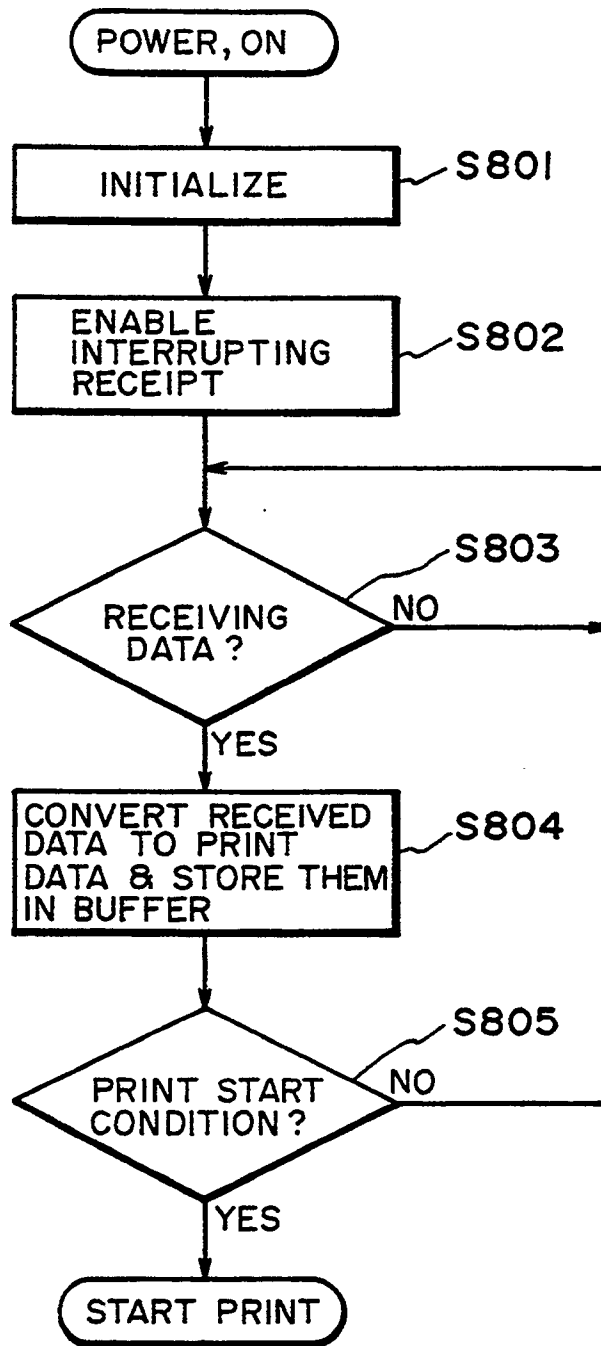 POWER, ON
INITIALIZE
S801
ENABLE
INTERRUPTING
RECEIPT
S802
S803
RECEIVING
DATA?
NO
YES
CONVERT RECEIVED
DATA TO PRINT
DATA & STORE THEM
IN BUFFER
S804
S805
PRINT START
CONDITION?
NO
YES
START PRINT